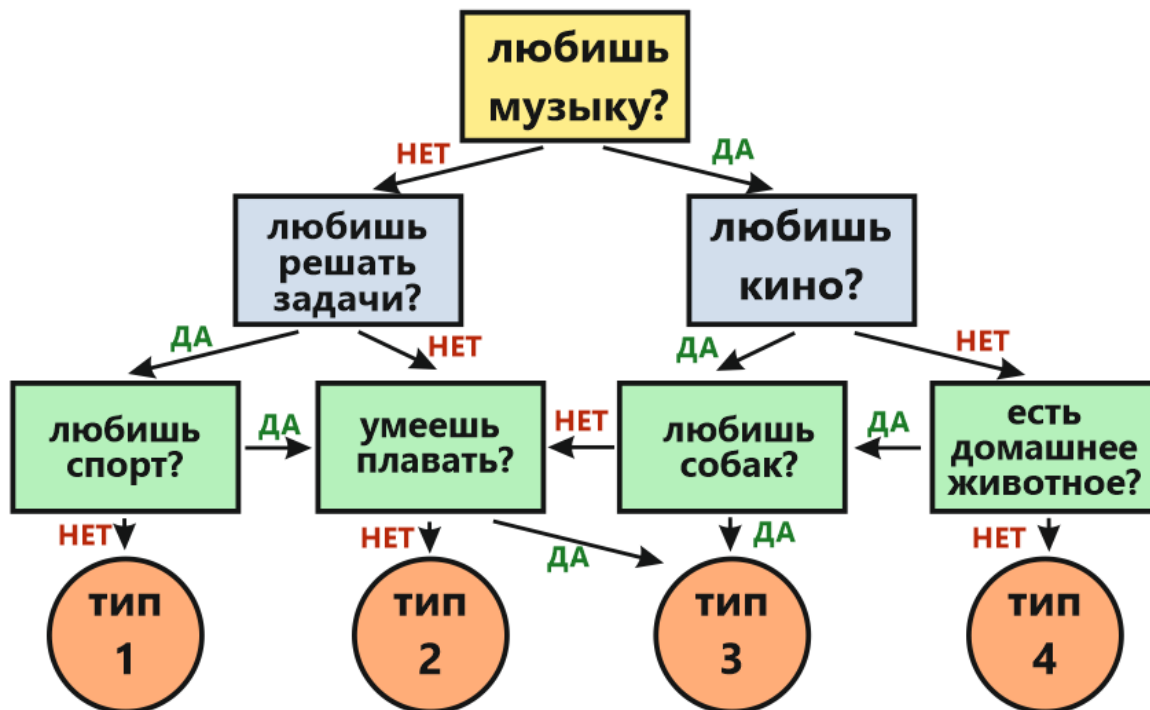 любишь
музыку?
НЕТ
ДА
любишь
решать
задачи?
любишь
кино?
ДА
НЕТ
ДА
НЕТ
любишь
спорт?
ДА
умеешь
плавать?
НЕТ
любишь
собак?
ДА
есть
домашнее
животное?
НЕТ
НЕТ
ДА
ДА
НЕТ
тип
1
тип
2
тип
3
тип
4